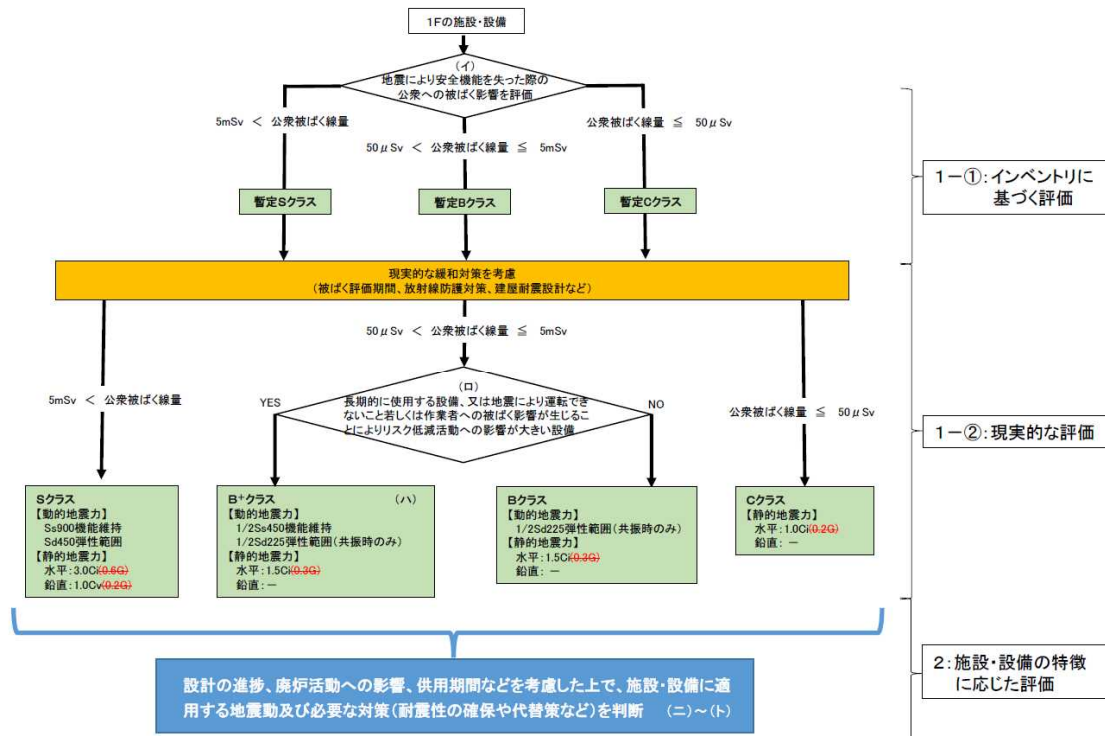 1Fの施設・設備
(イ)
地震により安全機能を失った際の
公衆への被ばく影響を評価
5mSv < 公衆被ばく線量
50μSv < 公衆被ばく線量 ≦ 5mSv
公衆被ばく線量 ≦ 50μSv
暫定Sクラス
暫定Bクラス
暫定Cクラス
1-①:インベントリに
基づく評価
現実的な緩和対策を考慮
(被ばく評価期間、放射線防護対策、建屋耐震設計など)
50μSv < 公衆被ばく線量 ≦ 5mSv
5mSv < 公衆被ばく線量
YES
(ロ)
長期的に使用する設備、又は地震により運転でき
ないこと若しくは作業者への被ばく影響が生じるこ
とによりリスク低減活動への影響が大きい設備
NO
公衆被ばく線量 ≦ 50μSv
1-②:現実的な評価
Sクラス
【動的地震力】
Ss900機能維持
Sd450弾性範囲
【静的地震力】
水平:3.0Ci(0.6G)
鉛直:1.0Cv(0.2G)
B+クラス (ハ)
【動的地震力】
1/2Ss450機能維持
1/2Sd225弾性範囲(共振時のみ)
【静的地震力】
水平:1.5Ci(0.3G)
鉛直:-
Bクラス
【動的地震力】
1/2Sd225弾性範囲(共振時のみ)
【静的地震力】
水平:1.5Ci(0.3G)
鉛直:-
Cクラス
【静的地震力】
水平:1.0Ci(0.2G)
鉛直:-
設計の進捗、廃炉活動への影響、供用期間などを考慮した上で、施設・設備に適
用する地震動及び必要な対策(耐震性の確保や代替策など)を判断 (ニ)~(ト)
2:施設・設備の特徴
に応じた評価